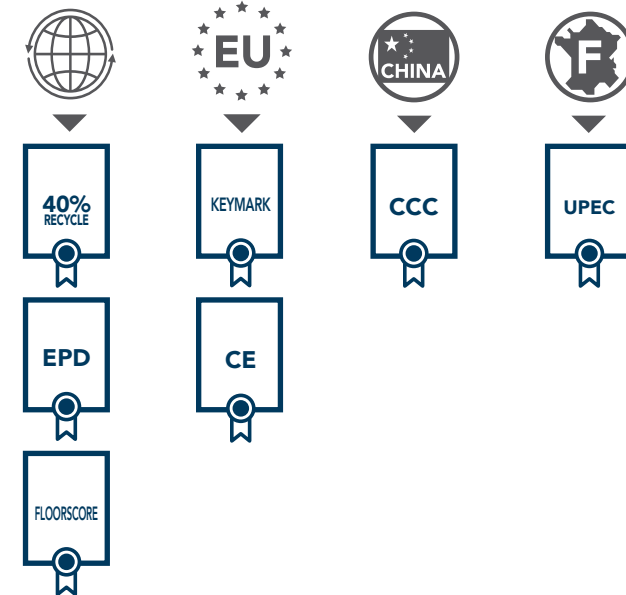 EU
CHINA
F
40%
RECYCLE
KEYMARK
CCC
UPEC
EPD
CE
FLOORSCORE